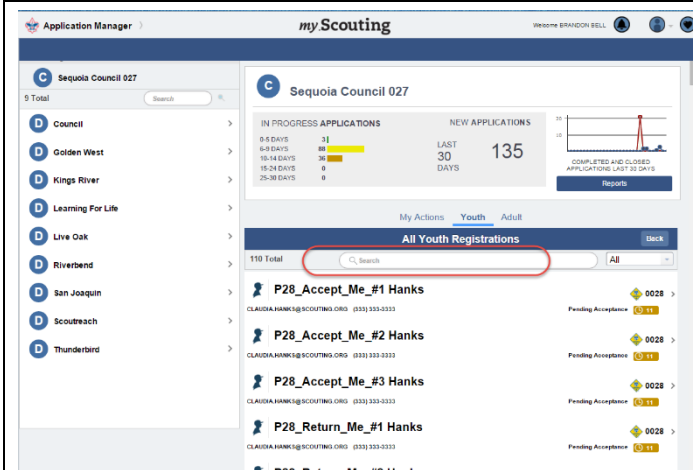 Application Manager
my.Scouting
Welcome BRANDON BELL
C Sequoia Council 027
9 Total
Search
D Council
D Golden West
D Kings River
D Learning For Life
D Live Oak
D Riverbend
D San Joaquin
D Scoutreach
D Thunderbird
C Sequoia Council 027
IN PROGRESS APPLICATIONS
0-5 DAYS 3
6-9 DAYS 88
10-14 DAYS 36
15-24 DAYS 0
25-30 DAYS 0
NEW APPLICATIONS
LAST 30 DAYS 135
COMPLETED AND CLOSED
APPLICATIONS LAST 30 DAYS
Reports
My Actions Youth Adult
All Youth Registrations
Back
110 Total
Search
All
P28_Accept_Me_#1 Hanks
0028
CLAUDIA.HANKS@SCOUTING.ORG (333) 333-3333
Pending Acceptance 11
P28_Accept_Me_#2 Hanks
0028
CLAUDIA.HANKS@SCOUTING.ORG (333) 333-3333
Pending Acceptance 11
P28_Accept_Me_#3 Hanks
0028
CLAUDIA.HANKS@SCOUTING.ORG (333) 333-3333
Pending Acceptance 11
P28_Return_Me_#1 Hanks
0028
CLAUDIA.HANKS@SCOUTING.ORG (333) 333-3333
Pending Acceptance 11